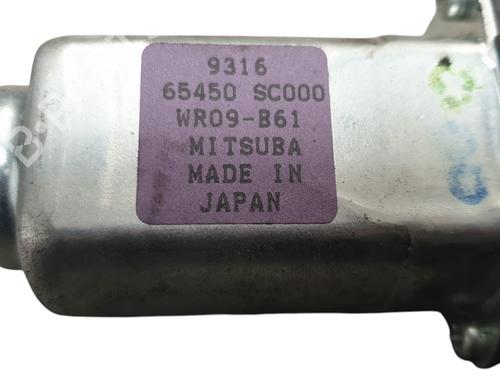 9316
65450 SC000
WR09-B61
MITSUBA
MADE IN
JAPAN